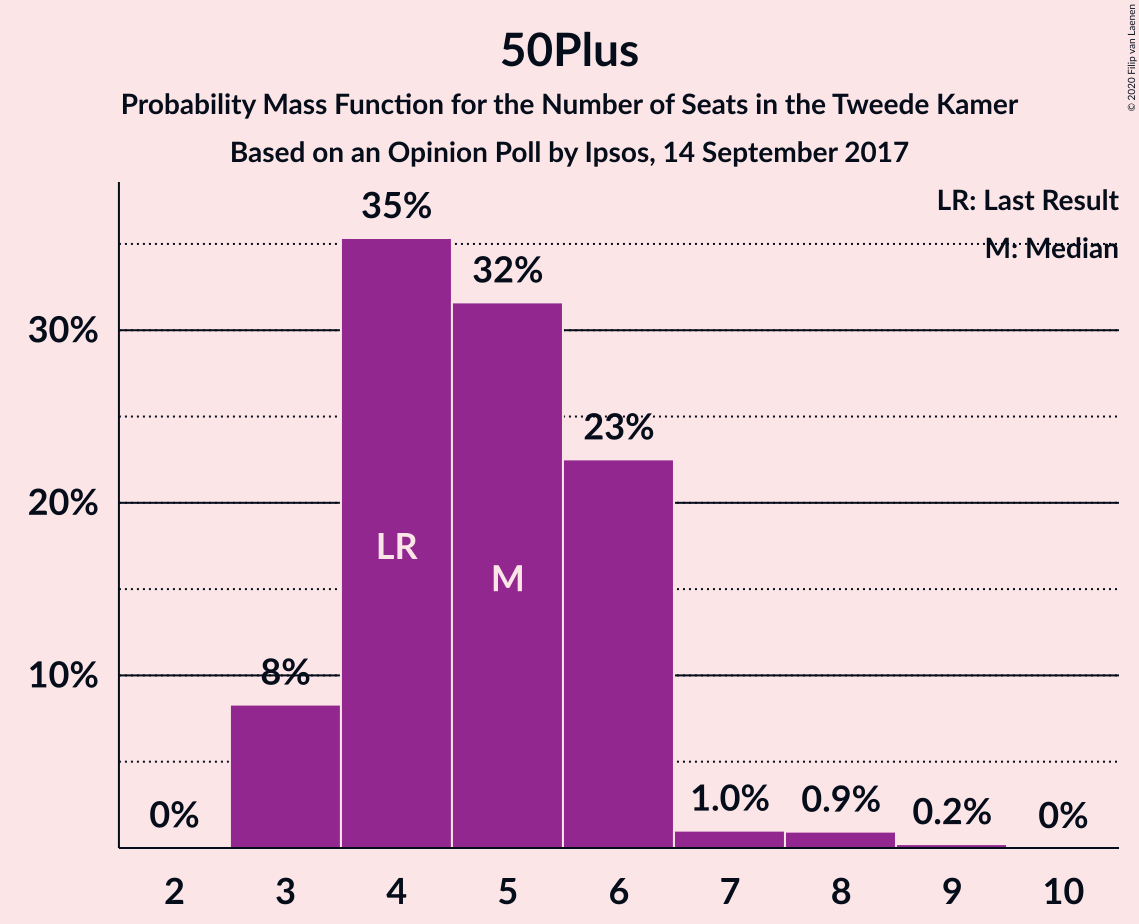 50Plus
Probability Mass Function for the Number of Seats in the Tweede Kamer
Based on an Opinion Poll by Ipsos, 14 September 2017
© 2020 Filip van Laenen
LR: Last Result
M: Median
35%
32%
30%
23%
20%
LR
M
10%
8%
0%
1.0%
0.9%
0.2%
0%
2 3 4 5 6 7 8 9 10